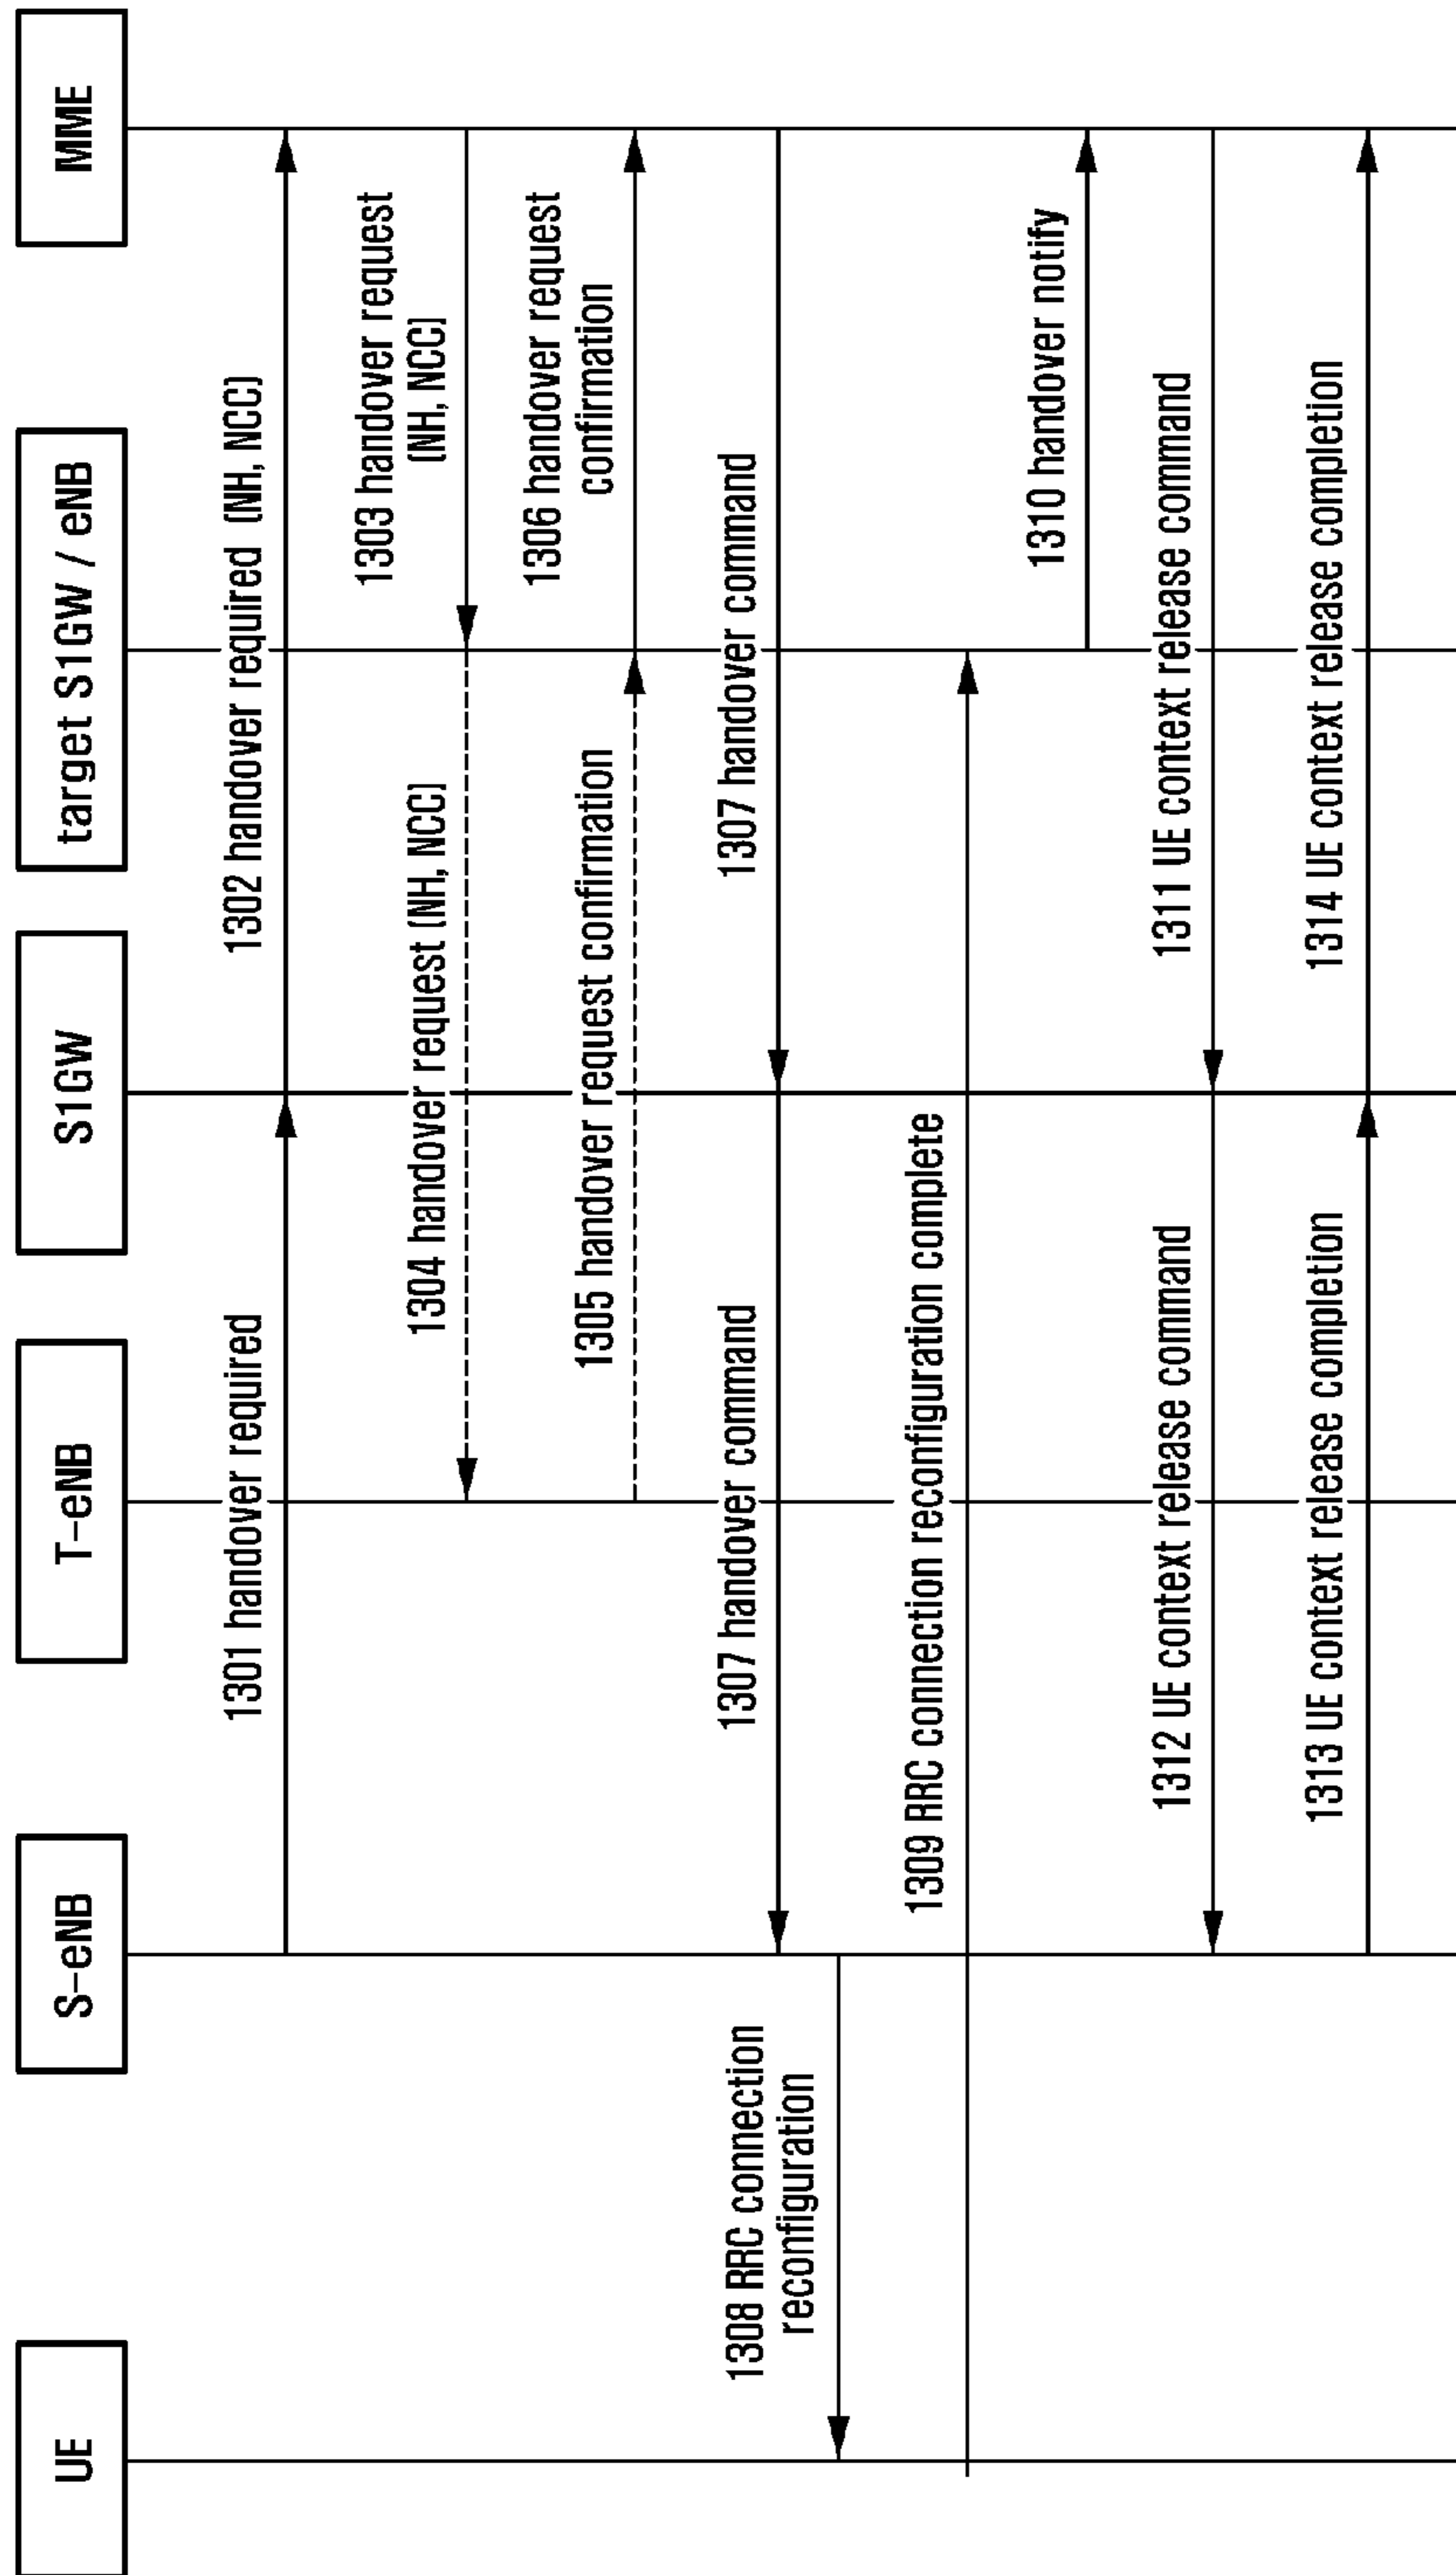 UE
S-eNB
T-eNB
S1GW
target S1GW / eNB
MME
1301 handover required
1302 handover required (NH, NCC)
1303 handover request
(NH, NCC)
1304 handover request (NH, NCC)
1305 handover request confirmation
1306 handover request
confirmation
1307 handover command
1307 handover command
1308 RRC connection
reconfiguration
1309 RRC connection reconfiguration complete
1310 handover notify
1312 UE context release command
1311 UE context release command
1313 UE context release completion
1314 UE context release completion